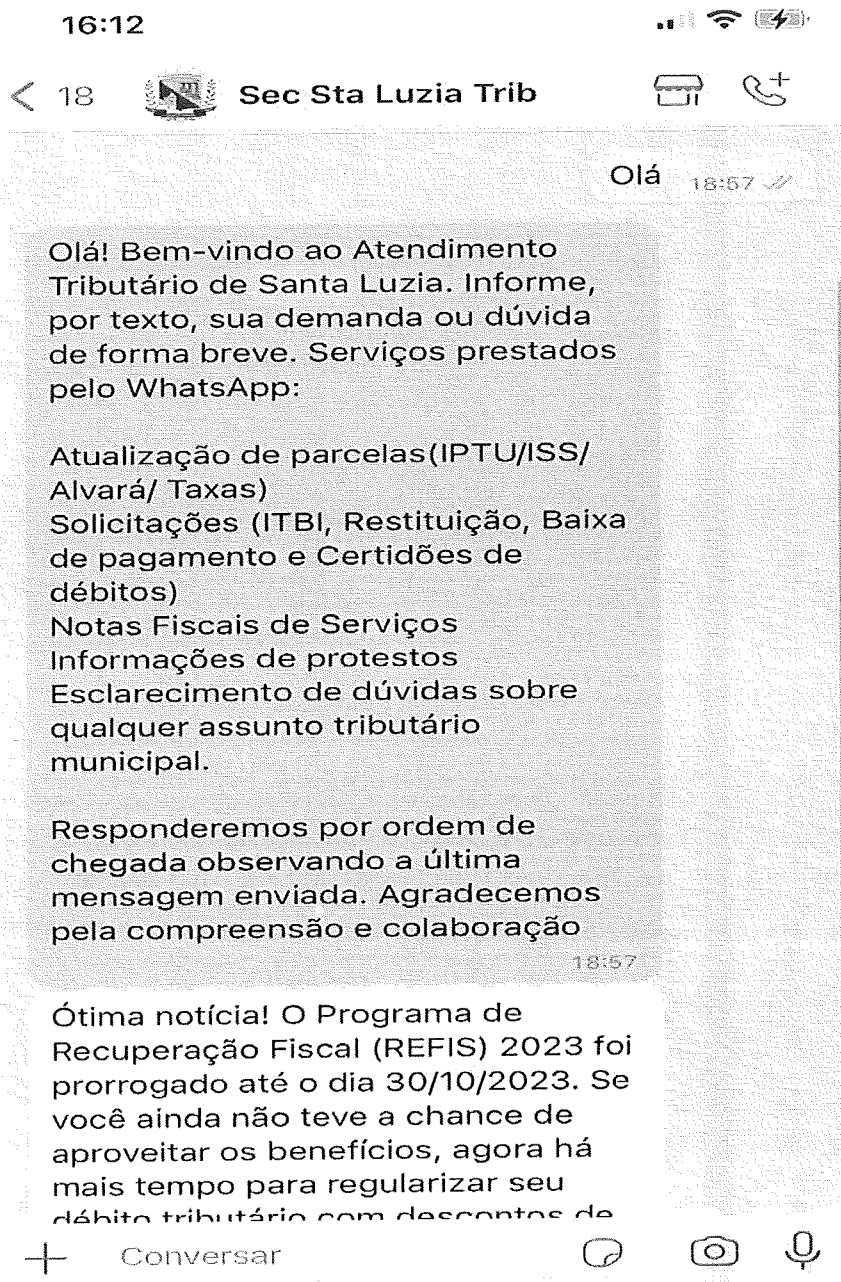 16:12
18
Sec Sta Luzia Trib
Olá 18:57
Olá! Bem-vindo ao Atendimento
Tributário de Santa Luzia. Informe,
por texto, sua demanda ou dúvida
de forma breve. Serviços prestados
pelo WhatsApp:
Atualização de parcelas(IPTU/ISS/
Alvará/ Taxas)
Solicitações (ITBI, Restituição, Baixa
de pagamento e Certidões de
débitos)
Notas Fiscais de Serviços
Informações de protestos
Esclarecimento de dúvidas sobre
qualquer assunto tributário
municipal.
Responderemos por ordem de
chegada observando a última
mensagem enviada. Agradecemos
pela compreensão e colaboração
18:57
Ótima notícia! O Programa de
Recuperação Fiscal (REFIS) 2023 foi
prorrogado até o dia 30/10/2023. Se
você ainda não teve a chance de
aproveitar os benefícios, agora há
mais tempo para regularizar seu
débito tributário com descontos de
Conversar